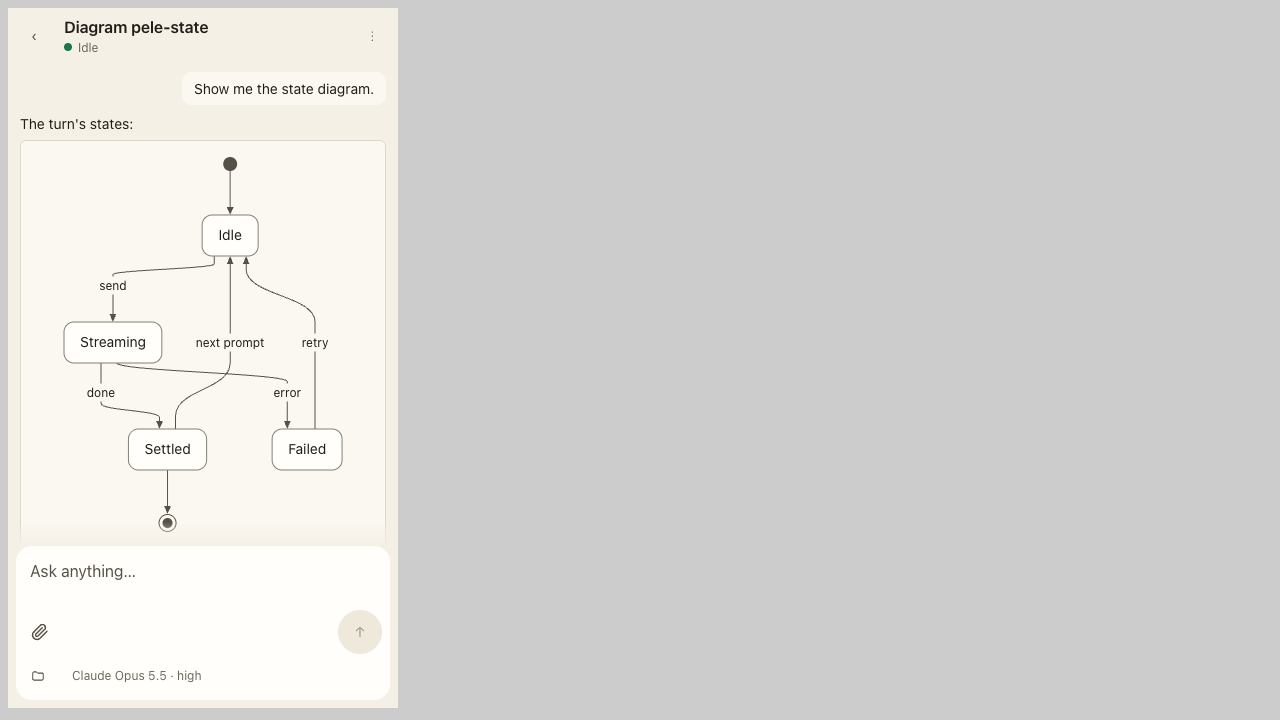 Diagram pele-state
Idle
Show me the state diagram.
The turn's states:
Idle
send
Streaming
next prompt
retry
done
error
Settled
Failed
Ask anything...
Claude Opus 5.5 · high